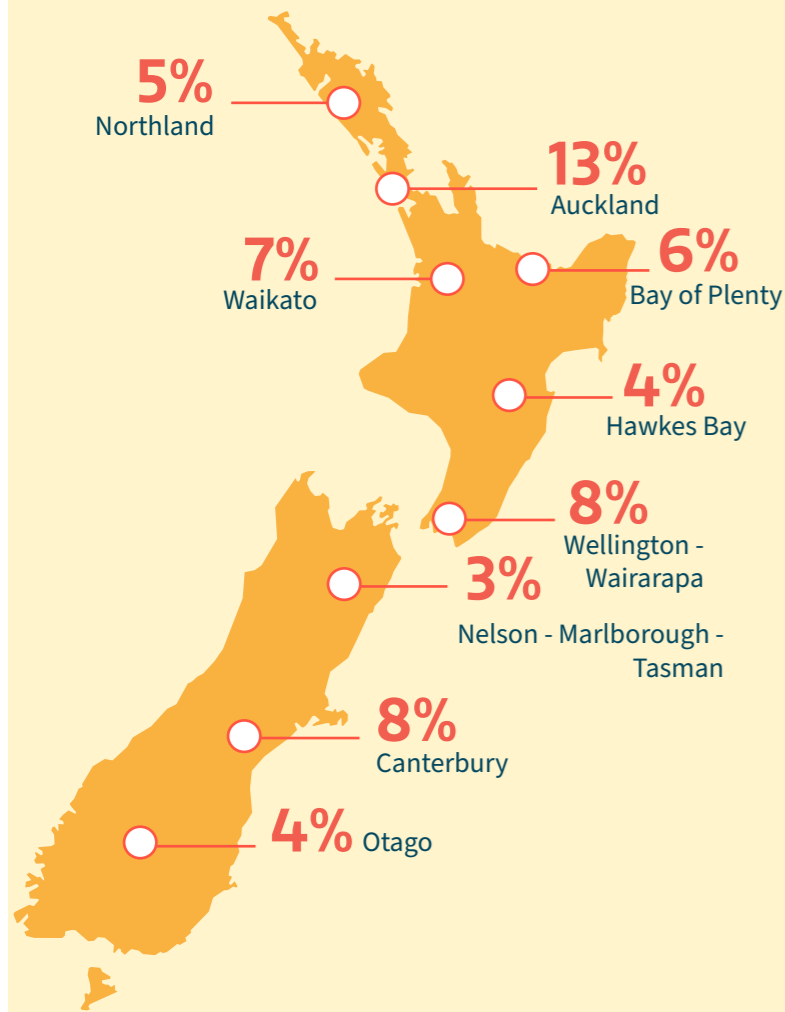 5%
Northland
13%
Auckland
7%
Waikato
6%
Bay of Plenty
4%
Hawkes Bay
8%
Wellington -
Wairarapa
3%
Nelson - Marlborough -
Tasman
8%
Canterbury
4% Otago